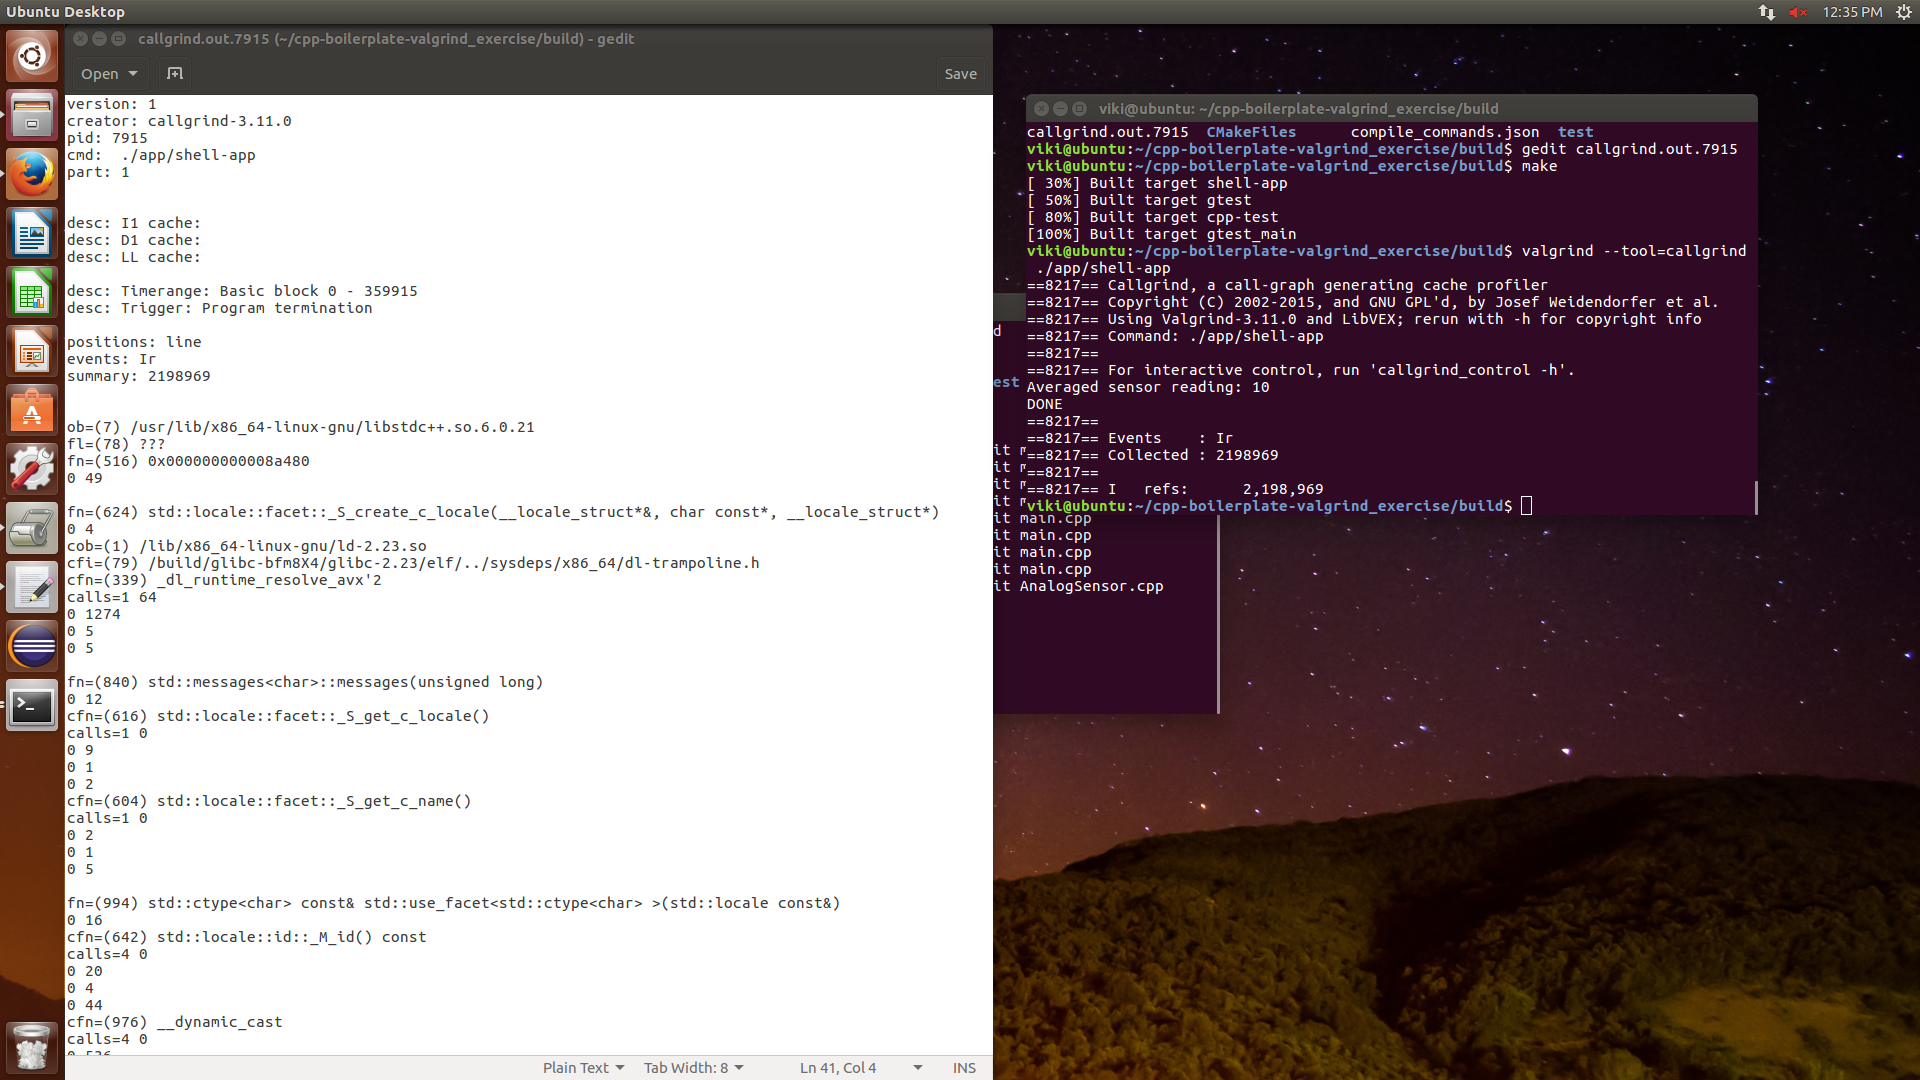 Ubuntu Desktop
12:35 PM
callgrind.out.7915 (~/cpp-boilerplate-valgrind_exercise/build) - gedit
Open
Save
version: 1
creator: callgrind-3.11.0
pid: 7915
cmd:  ./app/shell-app
part: 1
desc: I1 cache:
desc: D1 cache:
desc: LL cache:
desc: Timerange: Basic block 0 - 359915
desc: Trigger: Program termination
positions: line
events: Ir
summary: 2198969
ob=(7) /usr/lib/x86_64-linux-gnu/libstdc++.so.6.0.21
fl=(78) ???
fn=(516) 0x000000000008a480
0 49
fn=(624) std::locale::facet::_S_create_c_locale(__locale_struct*&, char const*, __locale_struct*)
0 4
cob=(1) /lib/x86_64-linux-gnu/ld-2.23.so
cfi=(79) /build/glibc-bfm8X4/glibc-2.23/elf/../sysdeps/x86_64/dl-trampoline.h
cfn=(339) _dl_runtime_resolve_avx'2
calls=1 64
0 1274
0 5
0 5
fn=(840) std::messages<char>::messages(unsigned long)
0 12
cfn=(616) std::locale::facet::_S_get_c_locale()
calls=1 0
0 9
0 1
0 2
cfn=(604) std::locale::facet::_S_get_c_name()
calls=1 0
0 2
0 1
0 5
fn=(994) std::ctype<char> const& std::use_facet<std::ctype<char> >(std::locale const&)
0 16
cfn=(642) std::locale::id::_M_id() const
calls=4 0
0 20
0 4
0 44
cfn=(976) __dynamic_cast
calls=4 0
Plain Text
Tab Width: 8
Ln 41, Col 4
INS
viki@ubuntu: ~/cpp-boilerplate-valgrind_exercise/build
callgrind.out.7915  CMakeFiles      compile_commands.json  test
viki@ubuntu:~/cpp-boilerplate-valgrind_exercise/build$ gedit callgrind.out.7915
viki@ubuntu:~/cpp-boilerplate-valgrind_exercise/build$ make
[ 30%] Built target shell-app
[ 50%] Built target gtest
[ 80%] Built target cpp-test
[100%] Built target gtest_main
viki@ubuntu:~/cpp-boilerplate-valgrind_exercise/build$ valgrind --tool=callgrind
 ./app/shell-app
==8217== Callgrind, a call-graph generating cache profiler
==8217== Copyright (C) 2002-2015, and GNU GPL'd, by Josef Weidendorfer et al.
==8217== Using Valgrind-3.11.0 and LibVEX; rerun with -h for copyright info
==8217== Command: ./app/shell-app
==8217==
==8217== For interactive control, run 'callgrind_control -h'.
Averaged sensor reading: 10
DONE
==8217==
==8217== Events    : Ir
==8217== Collected : 2198969
==8217==
==8217== I   refs:      2,198,969
viki@ubuntu:~/cpp-boilerplate-valgrind_exercise/build$
d
est
it m
it m
it m
it m
it main.cpp
it main.cpp
it main.cpp
it main.cpp
it AnalogSensor.cpp